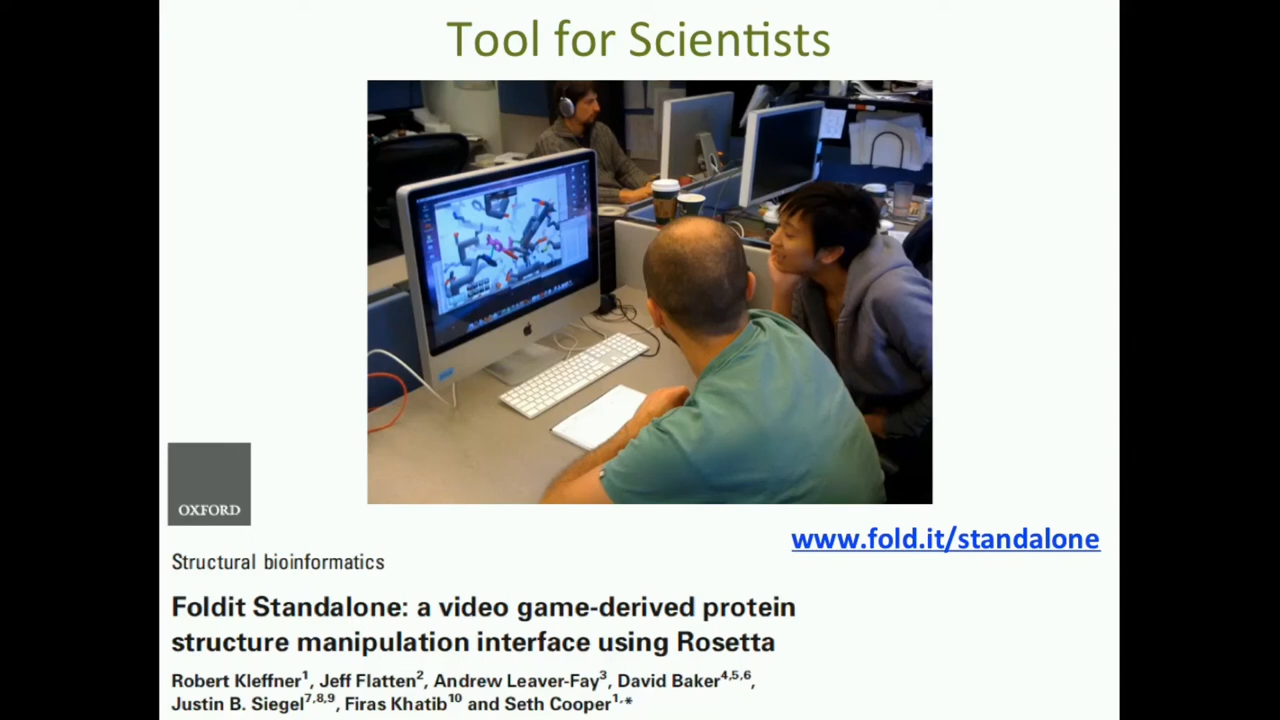 Tool for Scientists
OXFORD
www.fold.it/standalone
Structural bioinformatics
Foldit Standalone: a video game-derived protein
structure manipulation interface using Rosetta
Robert Kleffner¹, Jeff Flatten², Andrew Leaver-Fay³, David Baker⁴,⁵,⁶,
Justin B. Siegel⁷,⁸,⁹, Firas Khatib¹⁰ and Seth Cooper¹,*